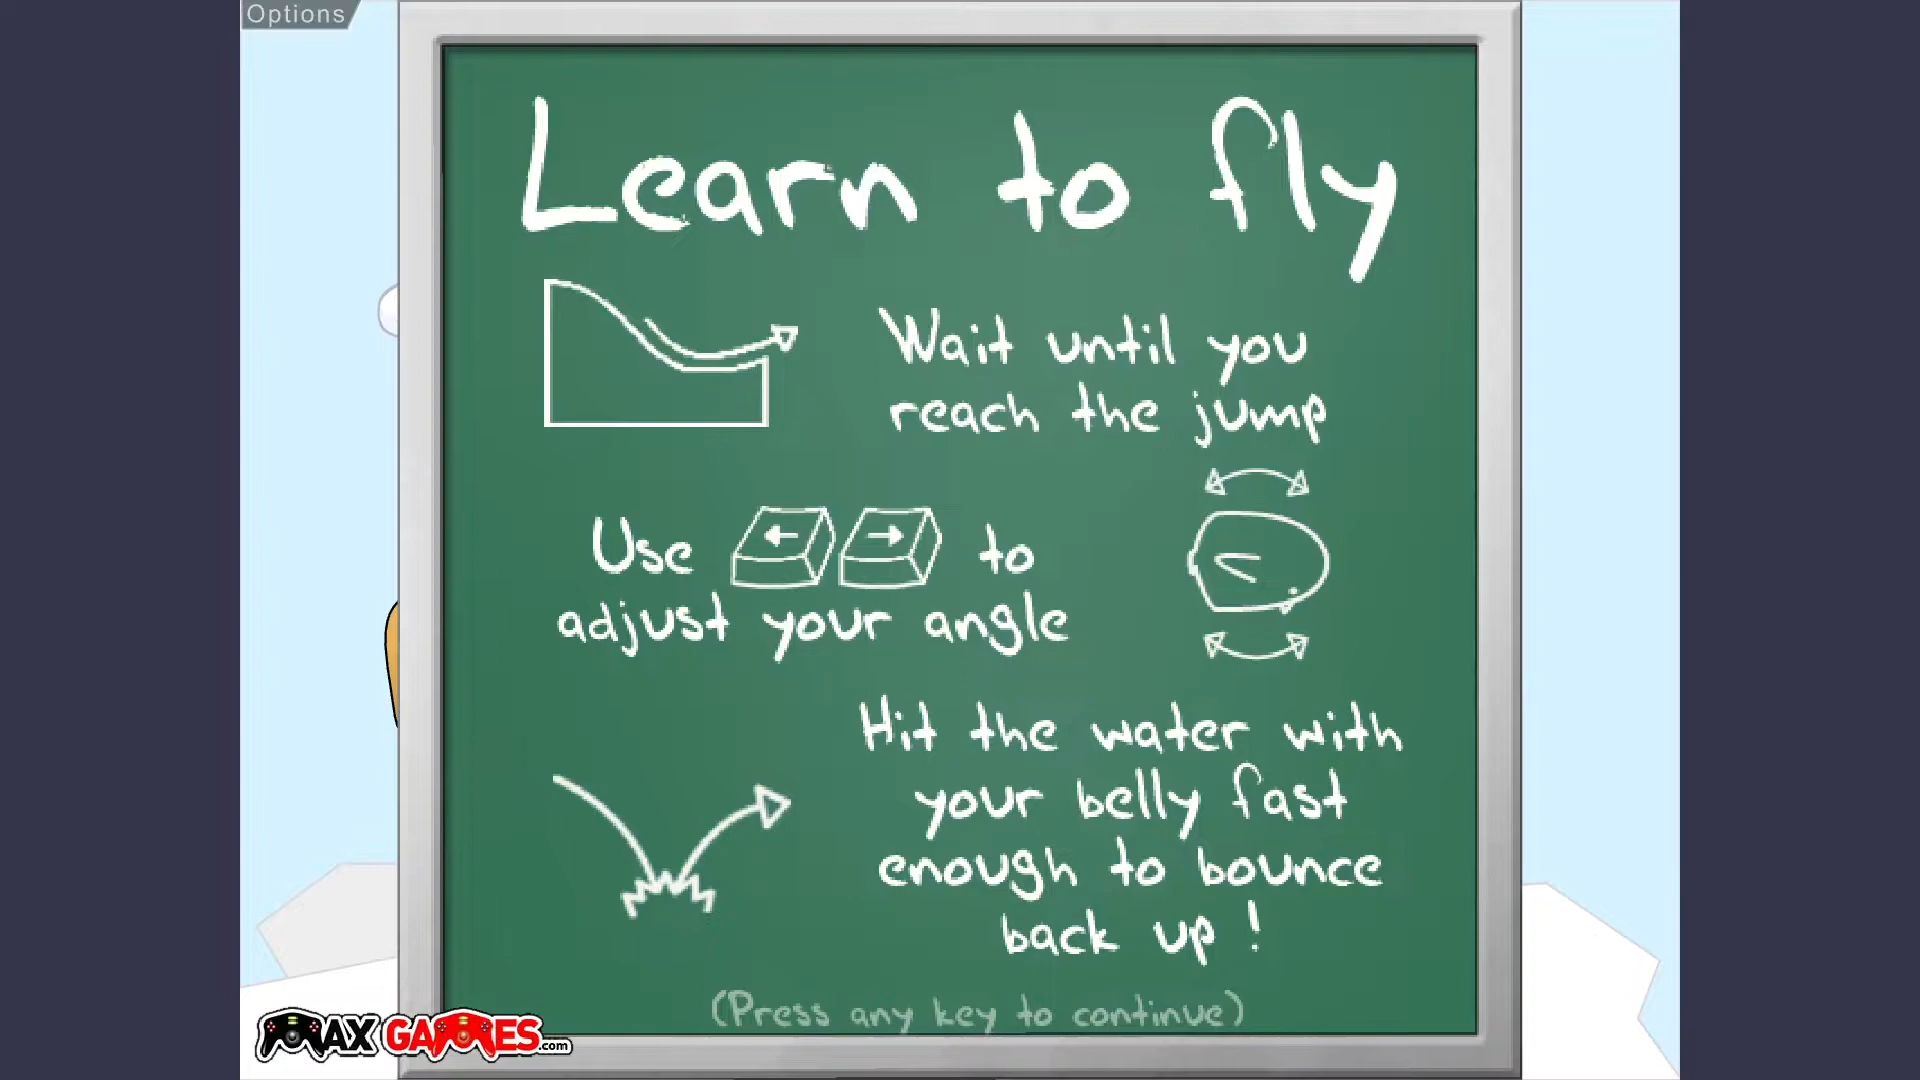 Options
Learn to fly
Wait until you
reach the jump
Use ← → to
adjust your angle
Hit the water with
your belly fast
enough to bounce
back up !
(Press any key to continue)
MAX GAMES.com